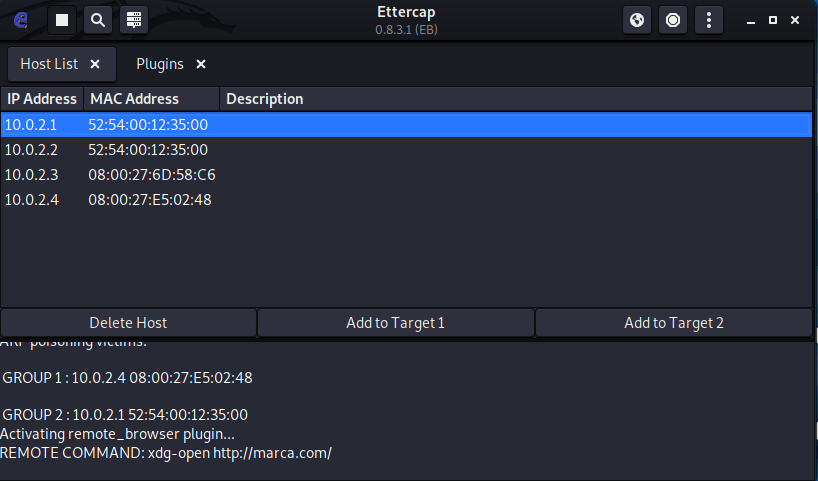 Ettercap
0.8.3.1 (EB)
Host List
Plugins
IP Address MAC Address Description
10.0.2.1 52:54:00:12:35:00
10.0.2.2 52:54:00:12:35:00
10.0.2.3 08:00:27:6D:58:C6
10.0.2.4 08:00:27:E5:02:48
Delete Host Add to Target 1 Add to Target 2
ARP poisoning victims:
GROUP 1 : 10.0.2.4 08:00:27:E5:02:48
GROUP 2 : 10.0.2.1 52:54:00:12:35:00
Activating remote_browser plugin...
REMOTE COMMAND: xdg-open http://marca.com/